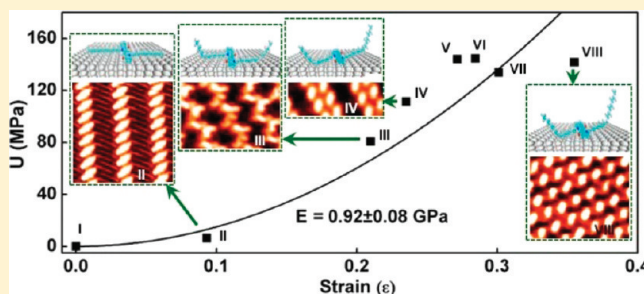 160
120
80
40
0
U (MPa)
I
II
II
III
III
IV
IV
V
VI
VII
VIII
VIII
E = 0.92±0.08 GPa
0.0
0.1
0.2
0.3
0.4
Strain (ε)